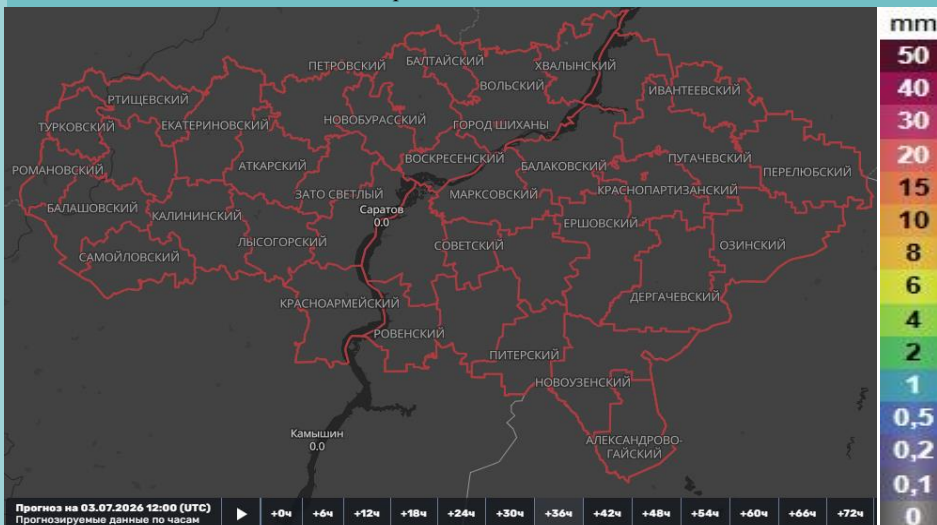 mm
50
40
30
20
15
10
8
6
4
2
1
0,5
0,2
0,1
0
ПЕТРОВСКИЙ
БАЛТАЙСКИЙ
ХВАЛЫНСКИЙ
ВОЛЬСКИЙ
ИВАНТЕЕВСКИЙ
РТИЩЕВСКИЙ
ТУРКОВСКИЙ
ЕКАТЕРИНОВСКИЙ
НОВОБУРАССКИЙ
ГОРОД ШИХАНЫ
РОМАНОВСКИЙ
АТКАРСКИЙ
ВОСКРЕСЕНСКИЙ
БАЛАКОВСКИЙ
ПУГАЧЕВСКИЙ
ПЕРЕЛЮБСКИЙ
ЗАТО СВЕТЛЫЙ
МАРКСОВСКИЙ
КРАСНОПАРТИЗАНСКИЙ
БАЛАШОВСКИЙ
КАЛИНИНСКИЙ
Саратов
0.0
ЕРШОВСКИЙ
ЛЫСОГОРСКИЙ
СОВЕТСКИЙ
ОЗИНСКИЙ
САМОЙЛОВСКИЙ
КРАСНОАРМЕЙСКИЙ
ДЕРГАЧЕВСКИЙ
РОВЕНСКИЙ
ПИТЕРСКИЙ
НОВОУЗЕНСКИЙ
Камышин
0.0
АЛЕКСАНДРОВО-
ГАЙСКИЙ
Прогноз на 03.07.2026 12:00 (UTC)
Прогнозируемые данные по часам
+0ч +6ч +12ч +18ч +24ч +30ч +36ч +42ч +48ч +54ч +60ч +66ч +72ч